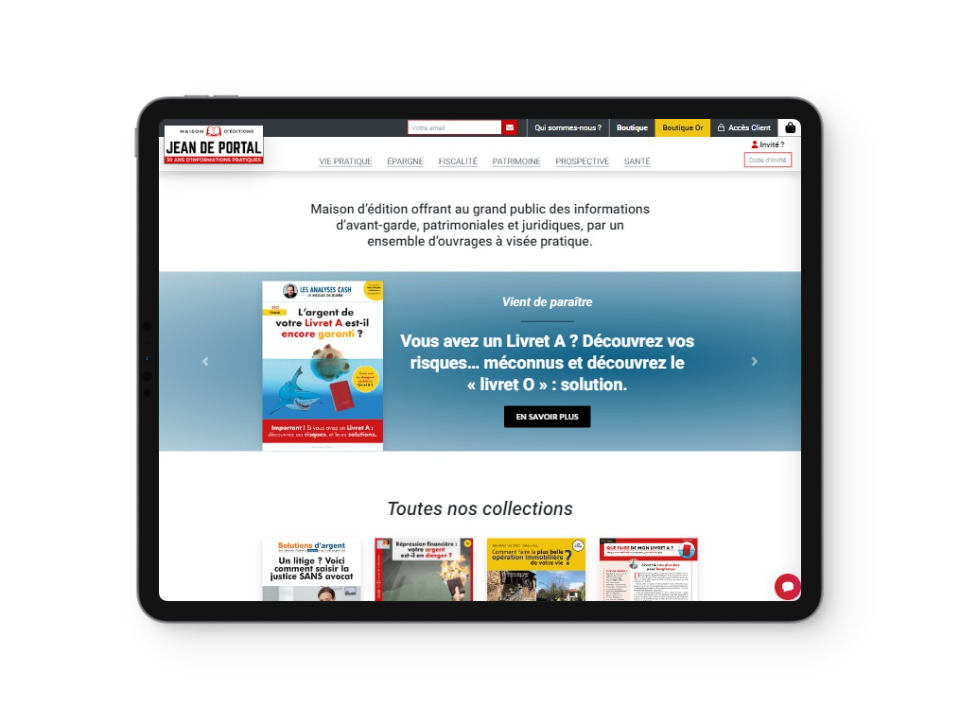 Votre email
Qui sommes-nous ?
Boutique
Boutique Or
Accès Client
MAISON D'ÉDITIONS
JEAN DE PORTAL
50 ANS D'INFORMATIONS PRATIQUES
Invité ?
Code d'invité
VIE PRATIQUE ÉPARGNE FISCALITÉ PATRIMOINE PROSPECTIVE SANTÉ
Maison d'édition offrant au grand public des informations
d'avant-garde, patrimoniales et juridiques, par un
ensemble d'ouvrages à visée pratique.
LES ANALYSES CASH
L'argent de
votre Livret A est-il
encore garanti ?
Important ! Si vous avez un Livret A :
découvrez ses risques, et leurs solutions.
Vient de paraître
Vous avez un Livret A ? Découvrez vos
risques... méconnus et découvrez le
« livret O » : solution.
EN SAVOIR PLUS
Toutes nos collections
Solutions d'argent
Un litige ? Voici
comment saisir la
justice SANS avocat
Répression financière :
votre argent
est-il en danger ?
Comment faire la plus belle
opération immobilière
de votre vie ?
QUE FAIRE DE MON LIVRET A ?